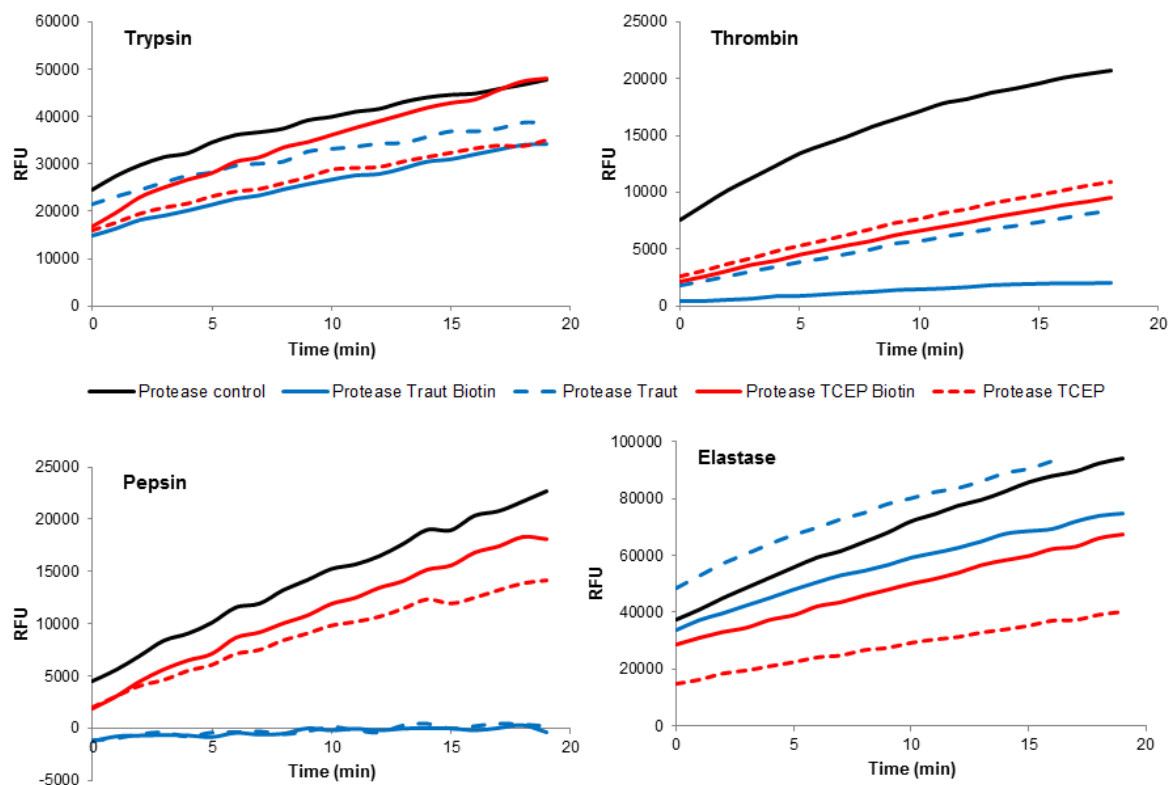 Trypsin
60000
50000
40000
30000
20000
10000
0
RFU
0 5 10 15 20
Time (min)
Thrombin
25000
20000
15000
10000
5000
0
RFU
0 5 10 15 20
Time (min)
Protease control Protease Traut Biotin Protease Traut Protease TCEP Biotin Protease TCEP
Pepsin
25000
20000
15000
10000
5000
0
-5000
RFU
0 5 10 15 20
Time (min)
Elastase
100000
80000
60000
40000
20000
0
RFU
0 5 10 15 20
Time (min)